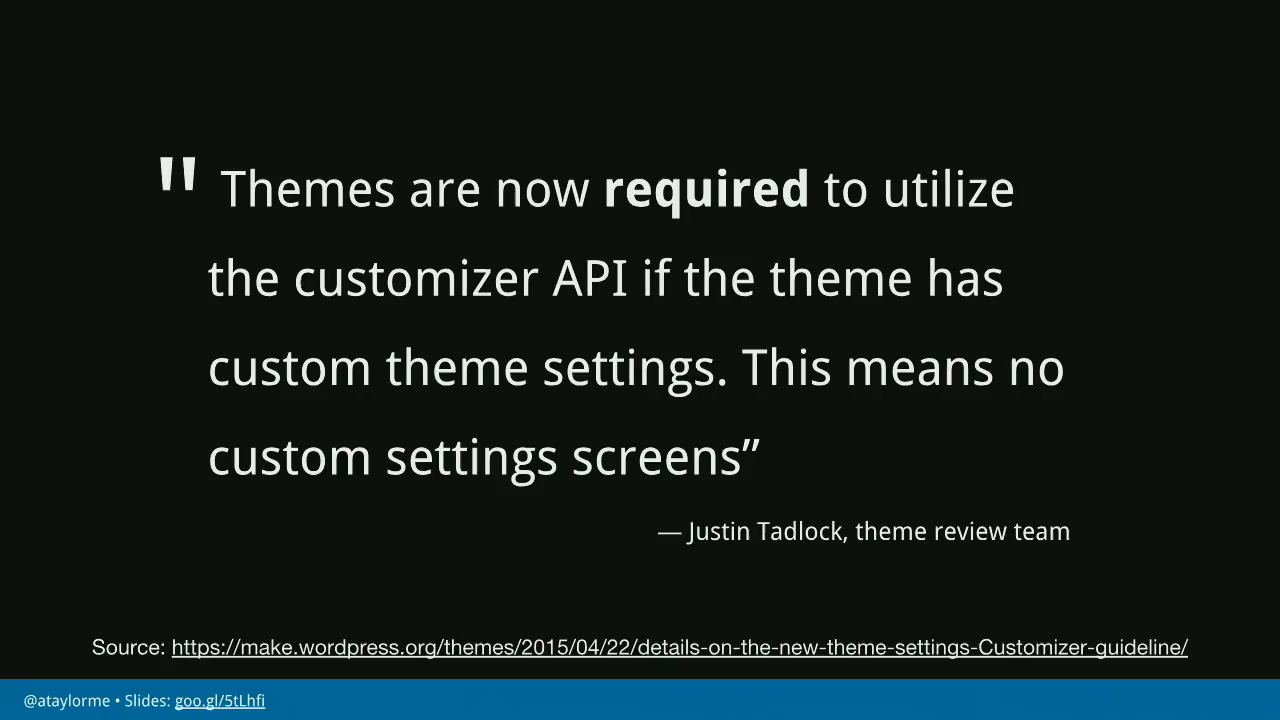 " Themes are now required to utilize
the customizer API if the theme has
custom theme settings. This means no
custom settings screens”
— Justin Tadlock, theme review team
Source: https://make.wordpress.org/themes/2015/04/22/details-on-the-new-theme-settings-Customizer-guideline/
@ataylorme • Slides: goo.gl/5tLhfi